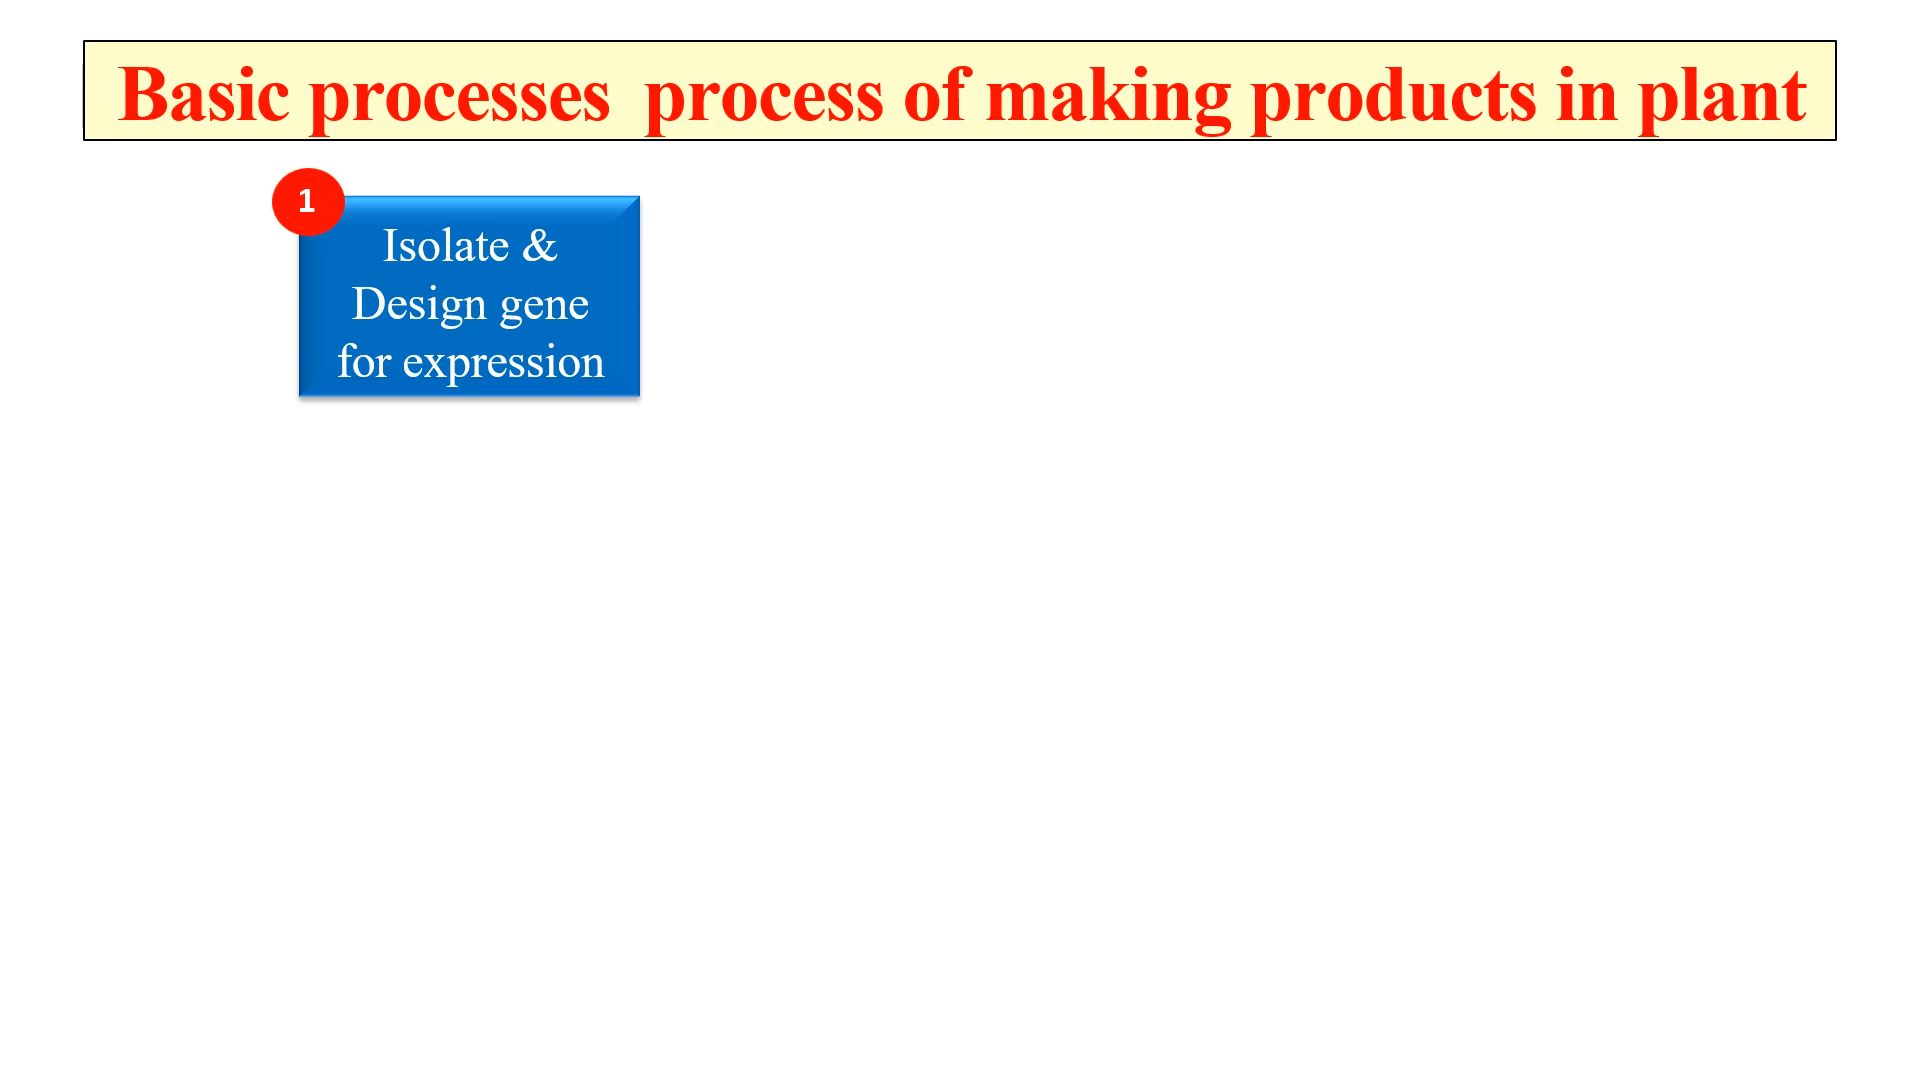 Basic processes  process of making products in plant
1
Isolate &
Design gene
for expression